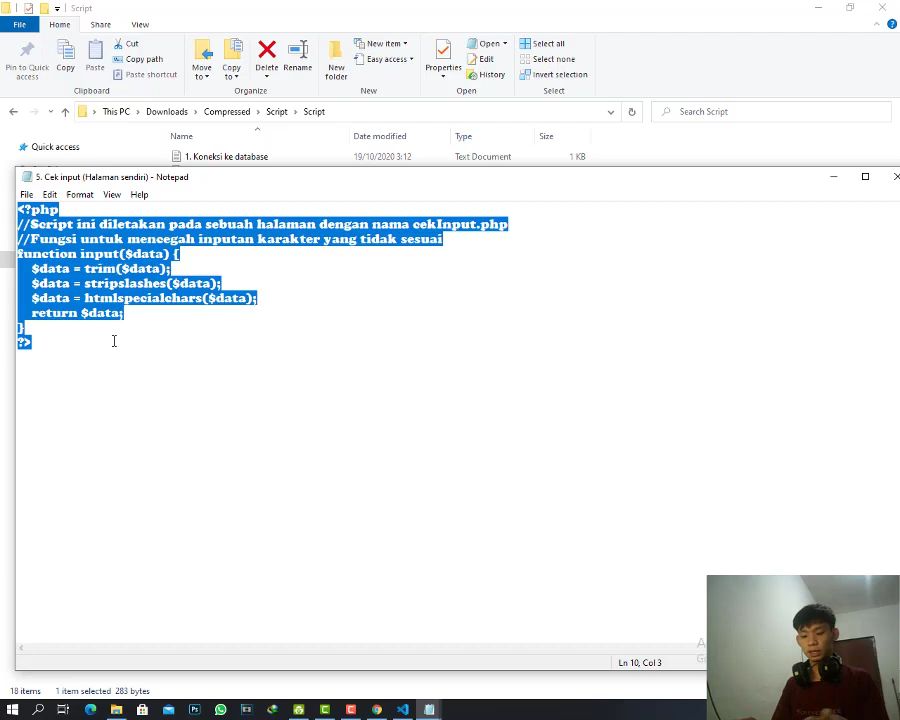 Script
File
Home
Share
View
Pin to Quick access
Copy
Paste
Cut
Copy path
Paste shortcut
Clipboard
Move to
Copy to
Delete
Rename
Organize
New folder
New item
Easy access
New
Properties
Open
Edit
History
Open
Select all
Select none
Invert selection
Select
This PC
Downloads
Compressed
Script
Script
Search Script
Name
Date modified
Type
Size
Quick access
1. Koneksi ke database
19/10/2020 3:12
Text Document
1 KB
5. Cek input (Halaman sendiri) - Notepad
File Edit Format View Help
<?php
//Script ini diletakan pada sebuah halaman dengan nama cekInput.php
//Fungsi untuk mencegah inputan karakter yang tidak sesuai
function input($data) {
$data = trim($data);
$data = stripslashes($data);
$data = htmlspecialchars($data);
return $data;
}
?>
Ln 10, Col 3
18 items
1 item selected 283 bytes